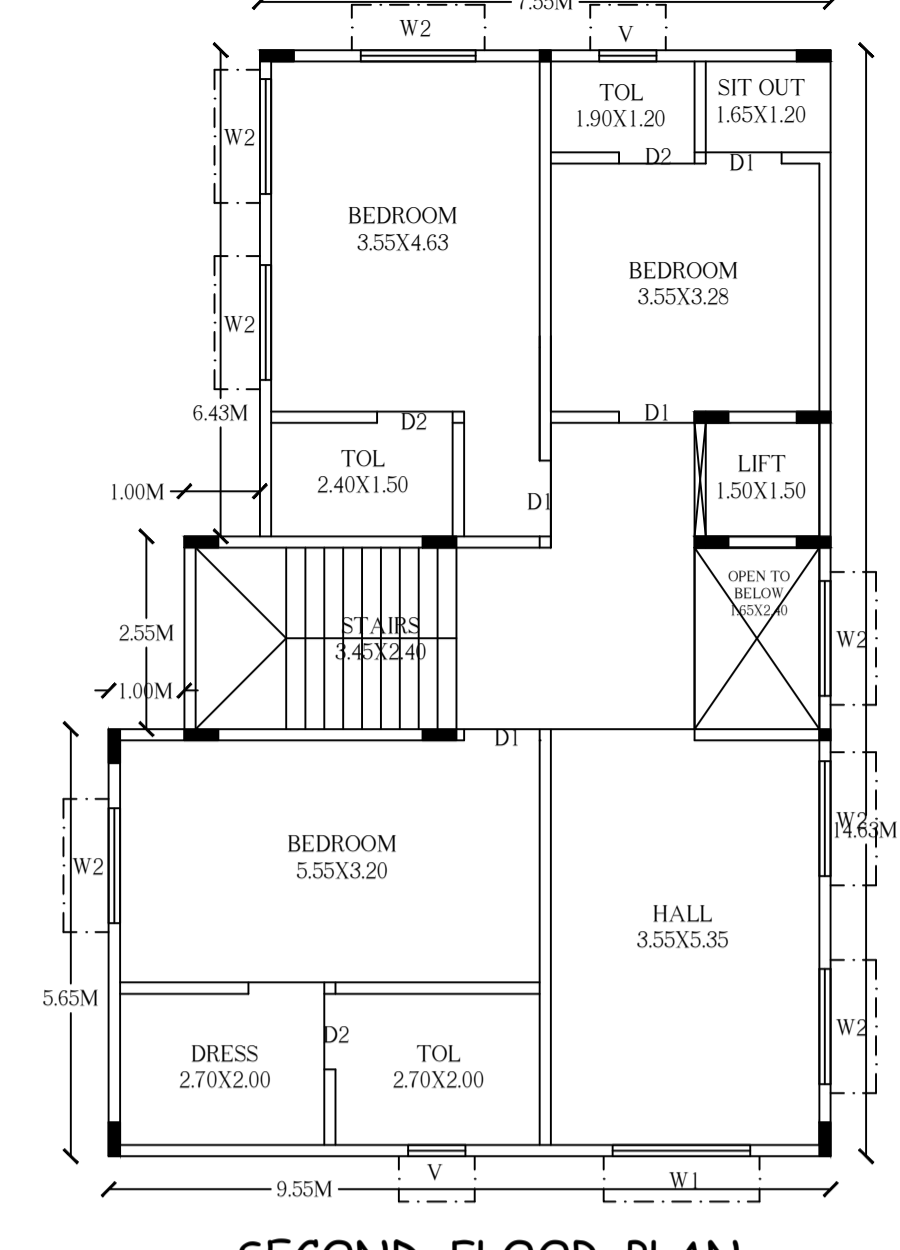 7.55M
W2
V
TOL
1.90X1.20
SIT OUT
1.65X1.20
W2
D2
D1
BEDROOM
3.55X4.63
BEDROOM
3.55X3.28
W2
6.43M
D2
D1
TOL
2.40X1.50
LIFT
1.50X1.50
1.00M
D1
OPEN TO
BELOW
1.65X2.40
STAIRS
3.45X2.40
2.55M
W2
1.00M
D1
W2
14.63M
BEDROOM
5.55X3.20
W2
HALL
3.55X5.35
5.65M
D2
W2
DRESS
2.70X2.00
TOL
2.70X2.00
V
W1
9.55M
SECOND FLOOR PLAN